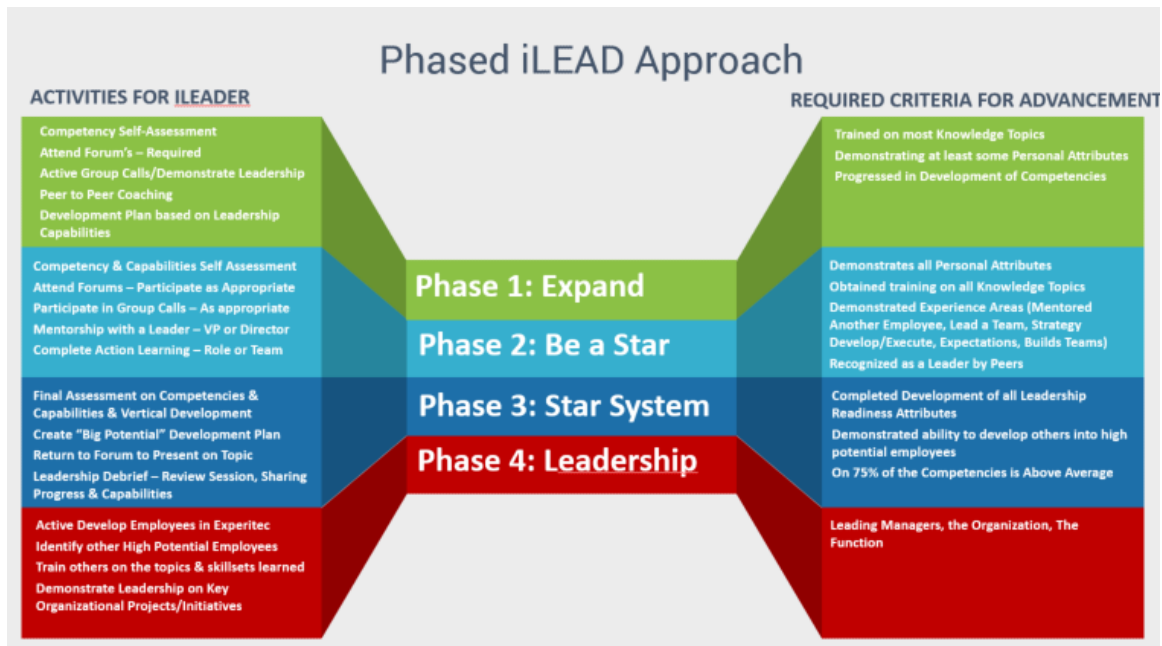 Phased iLEAD Approach
ACTIVITIES FOR ILEADER
Competency Self-Assessment
Attend Forum's – Required
Active Group Calls/Demonstrate Leadership
Peer to Peer Coaching
Development Plan based on Leadership
Capabilities
Competency & Capabilities Self Assessment
Attend Forums – Participate as Appropriate
Participate in Group Calls – As appropriate
Mentorship with a Leader – VP or Director
Complete Action Learning – Role or Team
Final Assessment on Competencies &
Capabilities & Vertical Development
Create "Big Potential" Development Plan
Return to Forum to Present on Topic
Leadership Debrief – Review Session, Sharing
Progress & Capabilities
Active Develop Employees in Experitec
Identify other High Potential Employees
Train others on the topics & skillsets learned
Demonstrate Leadership on Key
Organizational Projects/Initiatives
Phase 1: Expand
Phase 2: Be a Star
Phase 3: Star System
Phase 4: Leadership
REQUIRED CRITERIA FOR ADVANCEMENT
Trained on most Knowledge Topics
Demonstrating at least some Personal Attributes
Progressed in Development of Competencies
Demonstrates all Personal Attributes
Obtained training on all Knowledge Topics
Demonstrated Experience Areas (Mentored
Another Employee, Lead a Team, Strategy
Develop/Execute, Expectations, Builds Teams)
Recognized as a Leader by Peers
Completed Development of all Leadership
Readiness Attributes
Demonstrated ability to develop others into high
potential employees
On 75% of the Competencies is Above Average
Leading Managers, the Organization, The
Function